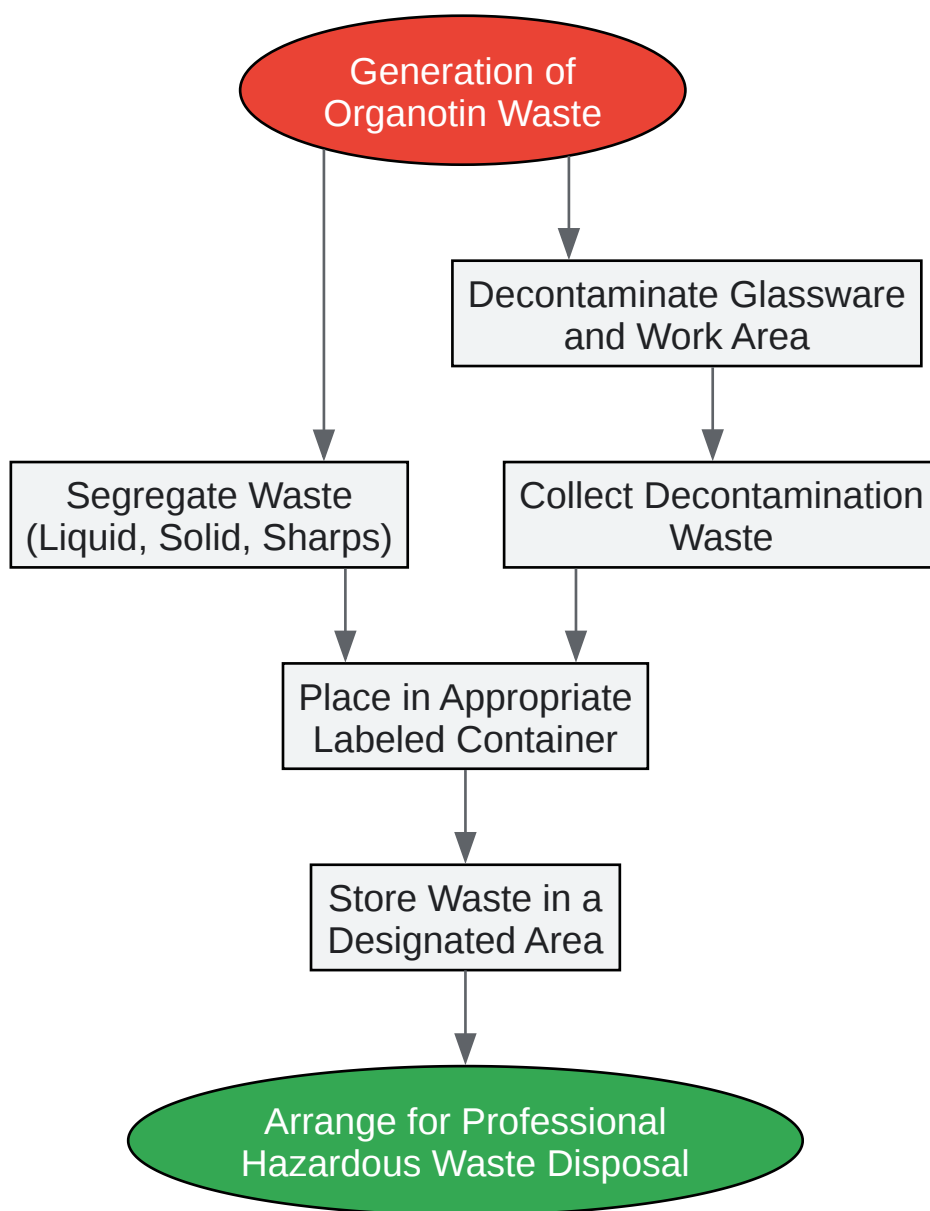 Generation of
Organotin Waste
Decontaminate Glassware
and Work Area
Segregate Waste
(Liquid, Solid, Sharps)
Collect Decontamination
Waste
Place in Appropriate
Labeled Container
Store Waste in a
Designated Area
Arrange for Professional
Hazardous Waste Disposal